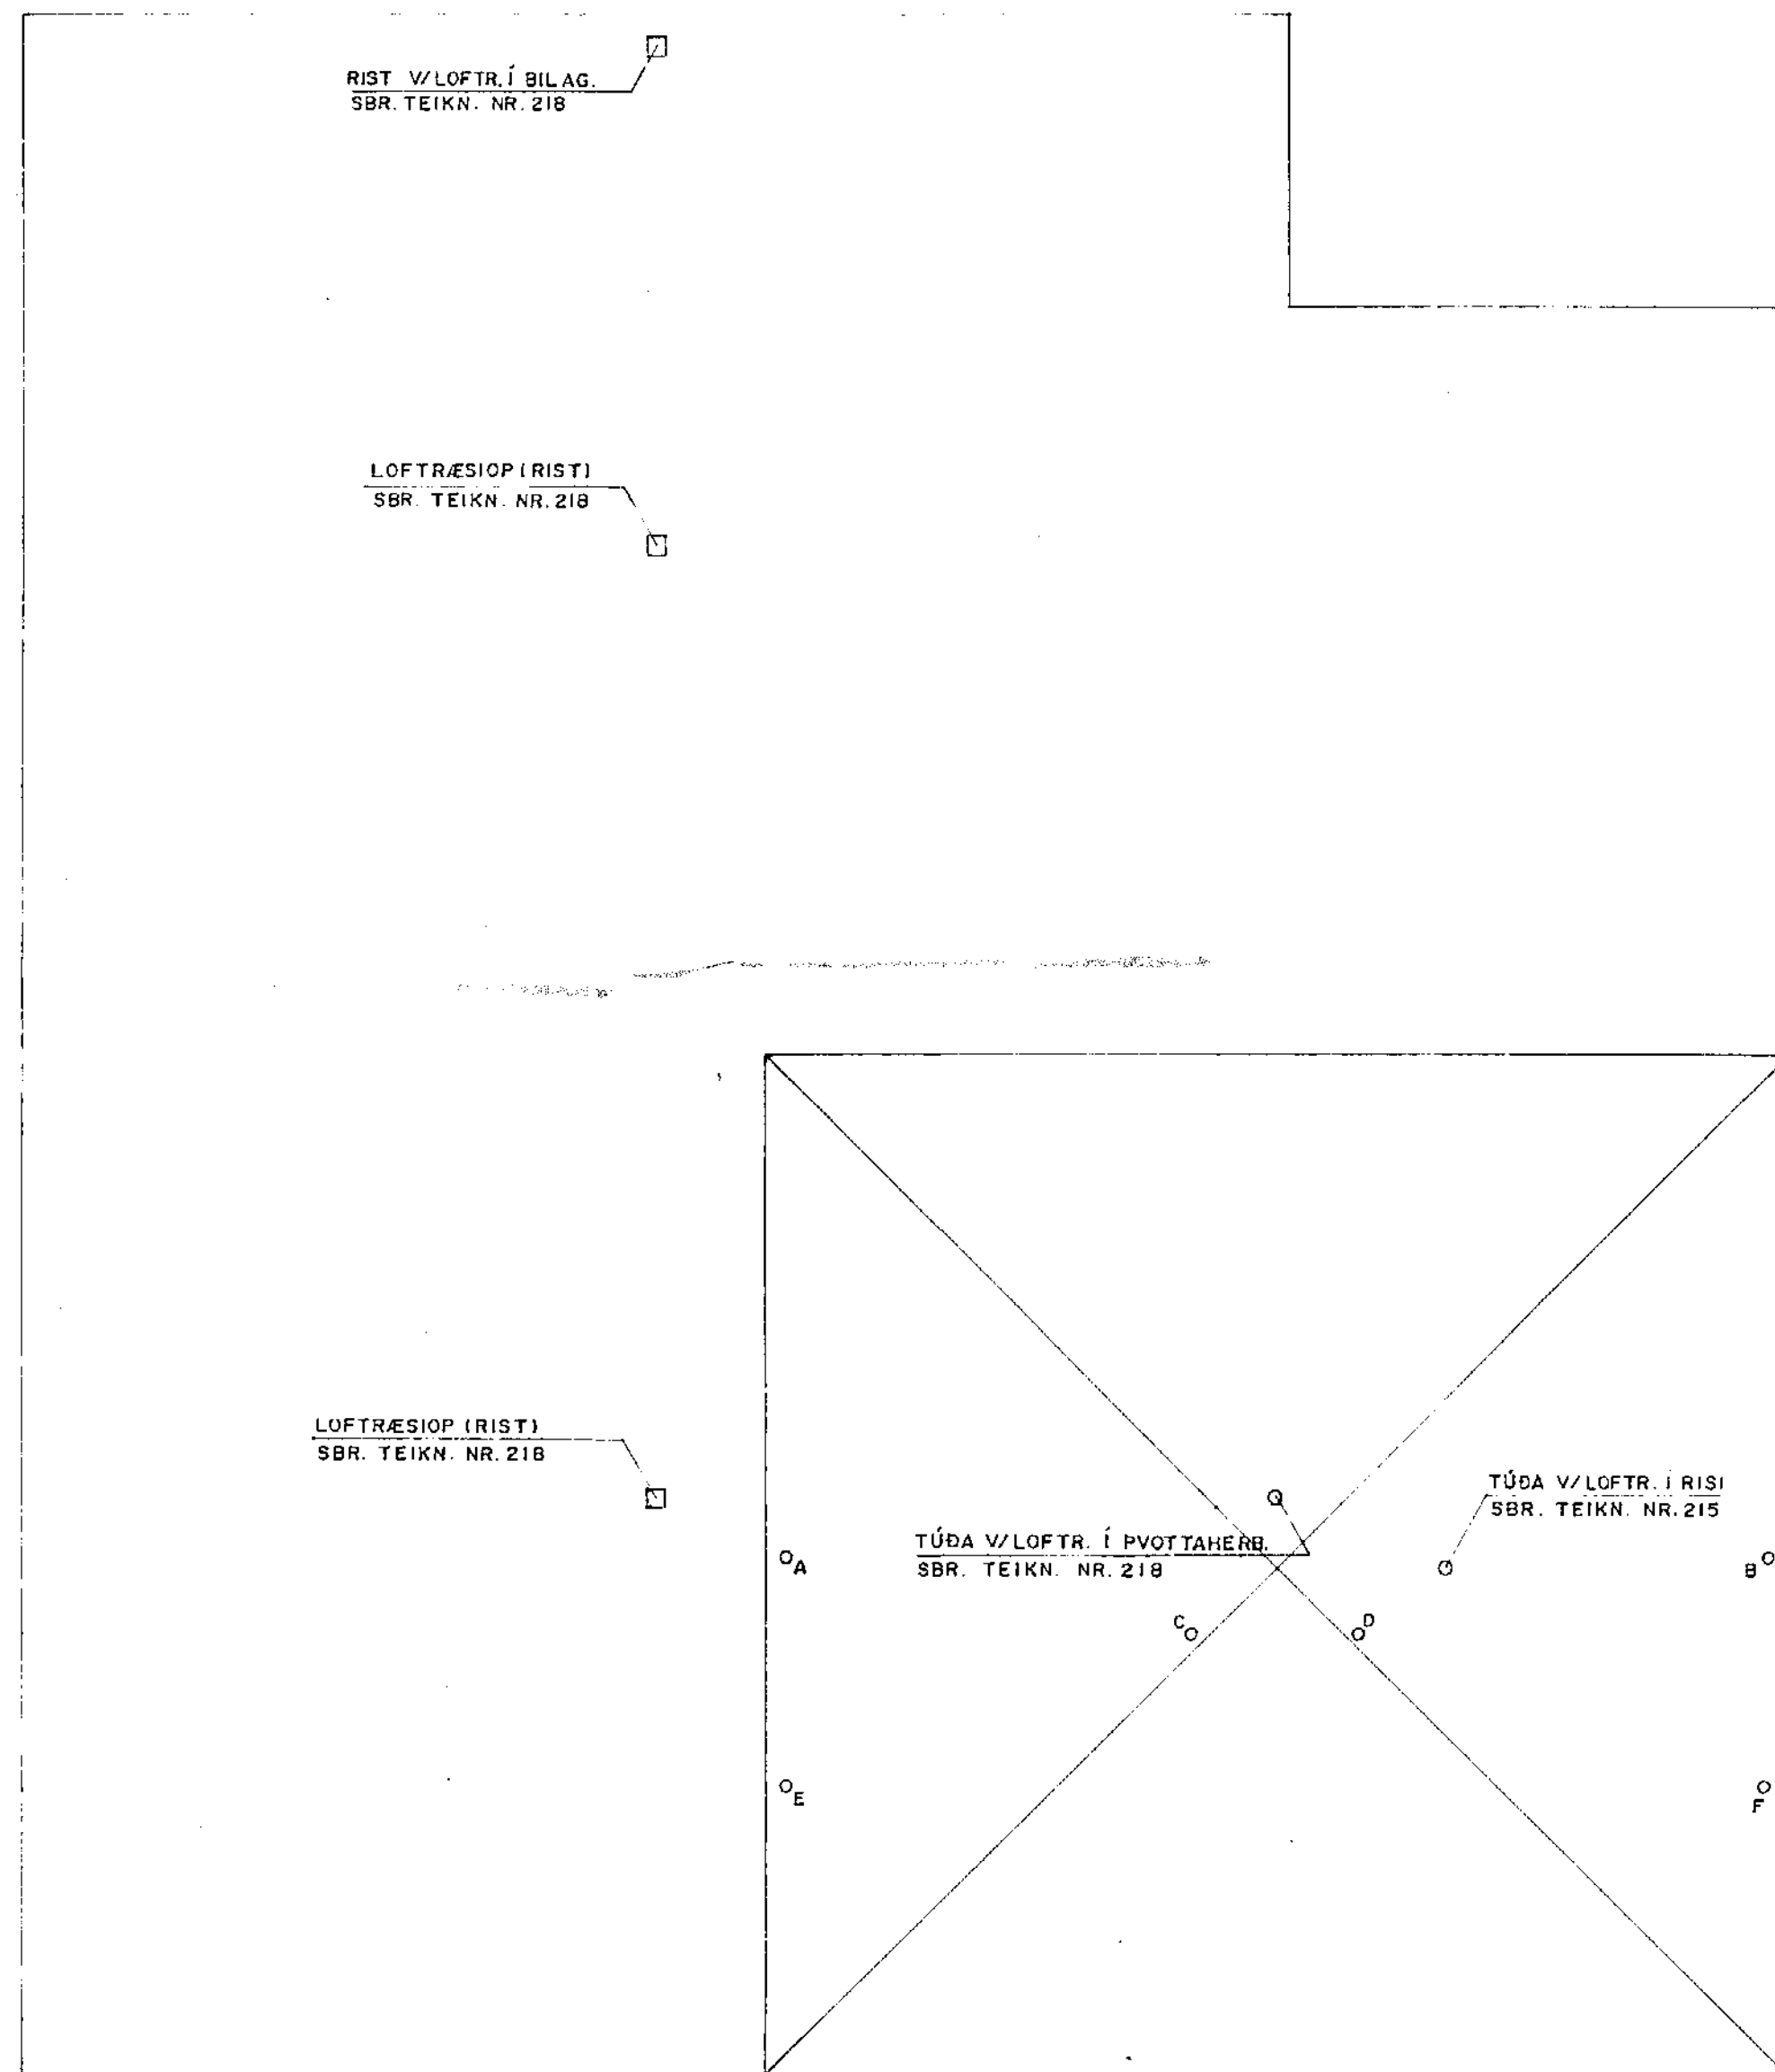 RIST V/LOFTR. Í BILAG.
SBR. TEIKN. NR. 218
LOFTRÆSIOP (RIST)
SBR. TEIKN. NR. 218
LOFTRÆSIOP (RIST)
SBR. TEIKN. NR. 218
TÚÐA V/LOFTR. Í RISI
SBR. TEIKN. NR. 215
TÚÐA V/LOFTR. Í ÞVOTTAHERB.
SBR. TEIKN. NR. 218
A
B
C
D
E
F